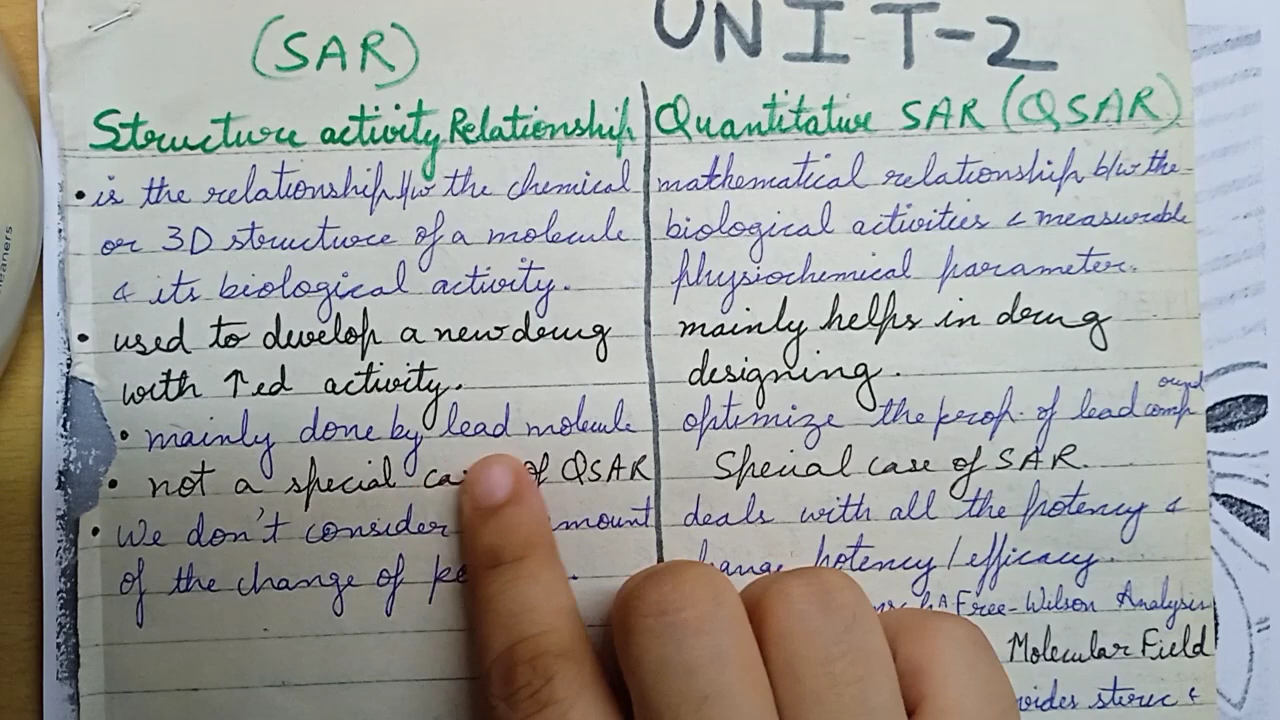 UNIT-2
(SAR)
Structure activity Relationship
• is the relationship b/w the chemical
or 3D structure of a molecule
& its biological activity.
• used to develop a new drug
with ↑ed activity.
• mainly done by lead molecule
• not a special of QSAR
• We don't consider
of the change of
Quantitative SAR (QSAR)
mathematical relationship b/w the
biological activities & measurable
physiochemical parameter.
mainly helps in drug
designing.
optimize the prop. of lead compound
Special case of SAR.
deals with all the potency &
potency/efficacy.
Free-Wilson Analysis
Molecular Field
eaners